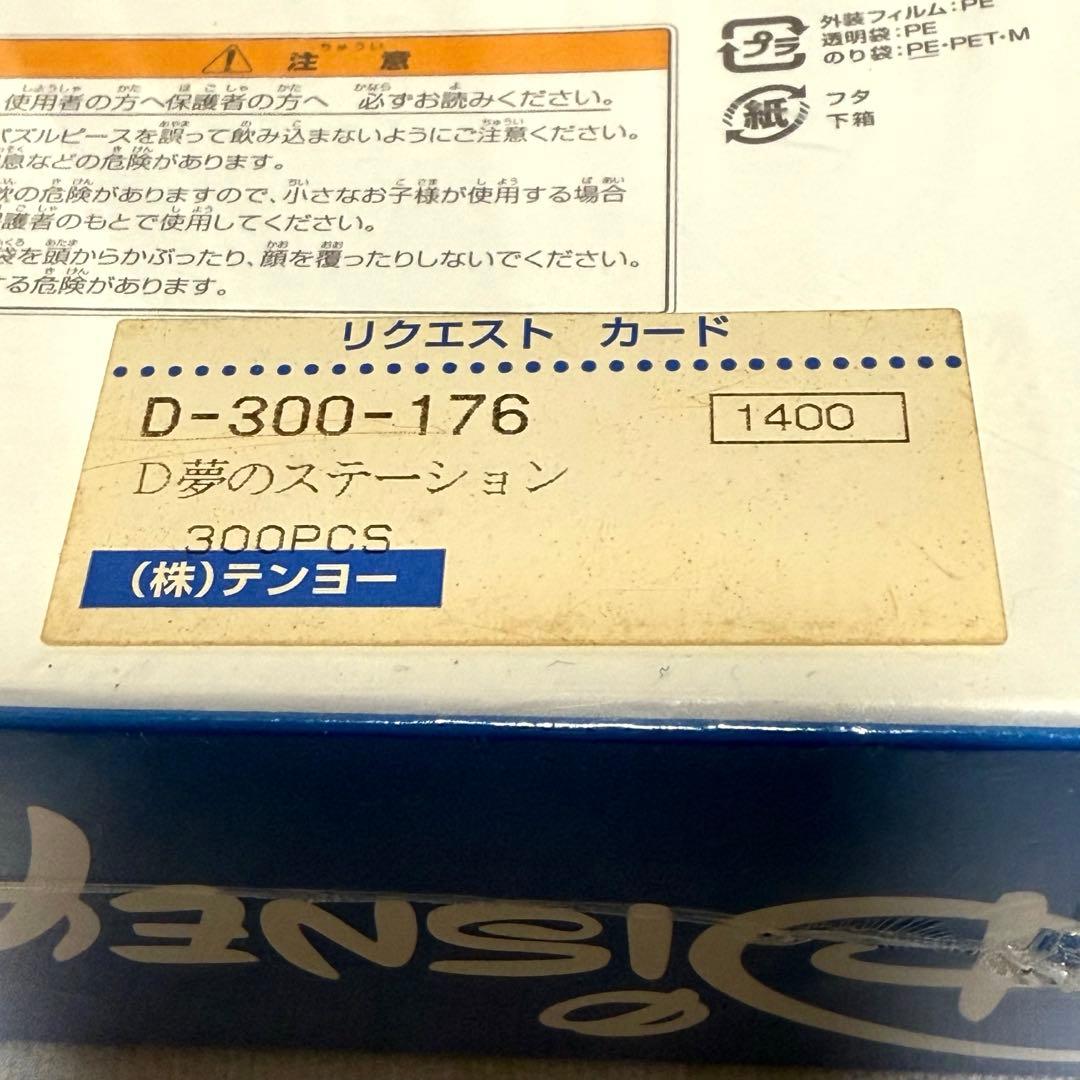 注意
使用者の方へ保護者の方へ 必ずお読みください。
パズルピースを誤って飲み込まないようにご注意ください。
息などの危険があります。
飲の危険がありますので、小さなお子様が使用する場合
護者のもとで使用してください。
袋を頭からかぶったり、顔を覆ったりしないでください。
する危険があります。
プラ
外装フィルム：PE
透明袋：PE
のり袋：PE・PET・M
紙
フタ
下箱
リクエスト カード
D-300-176
1400
D夢のステーション
300PCS
(株)テンヨー
DISNEY